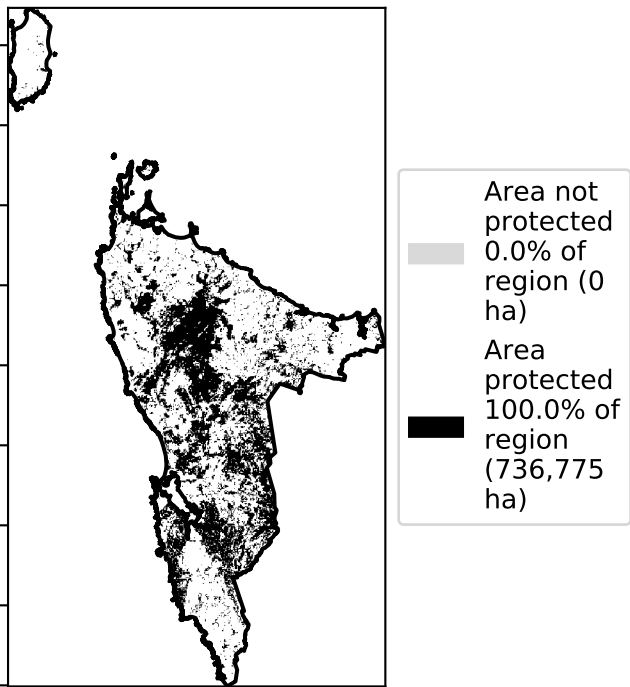 Area not
protected
0.0% of
region (0
ha)
Area
protected
100.0% of
region
(736,775
ha)